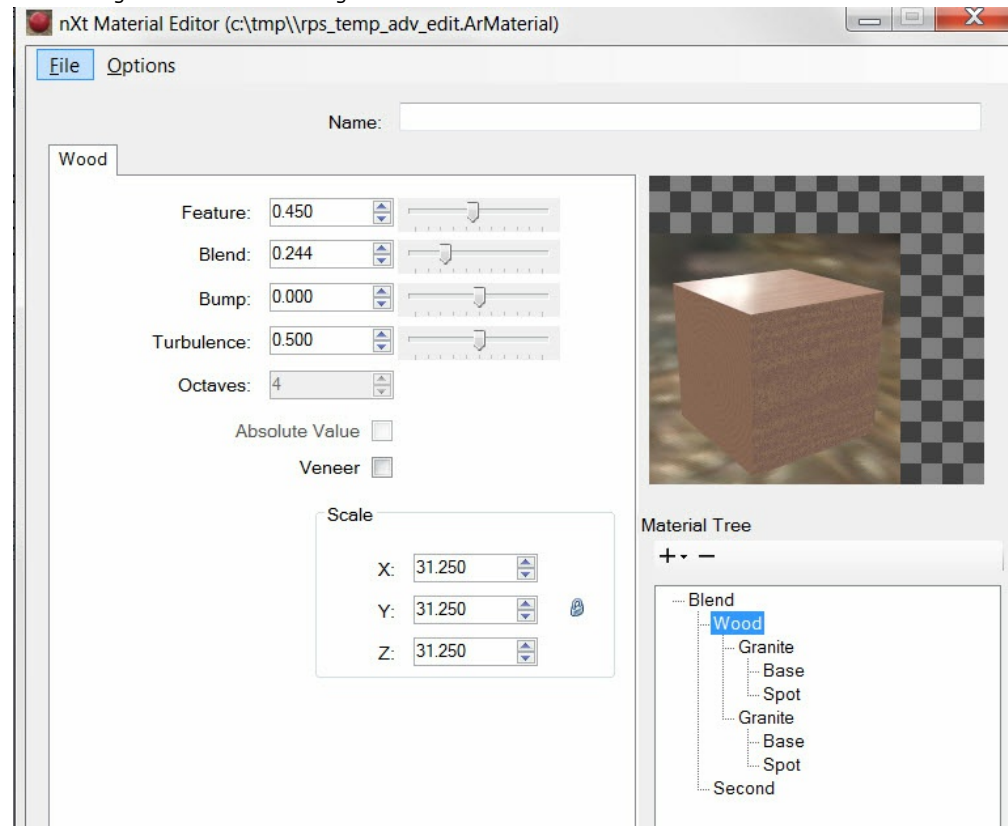 nXt Material Editor (c:\tmp\\rps_temp_adv_edit.ArMaterial)
File Options
Name:
Wood
Feature: 0.450
Blend: 0.244
Bump: 0.000
Turbulence: 0.500
Octaves: 4
Absolute Value
Veneer
Scale
X: 31.250
Y: 31.250
Z: 31.250
Material Tree
Blend
Wood
Granite
Base
Spot
Granite
Base
Spot
Second